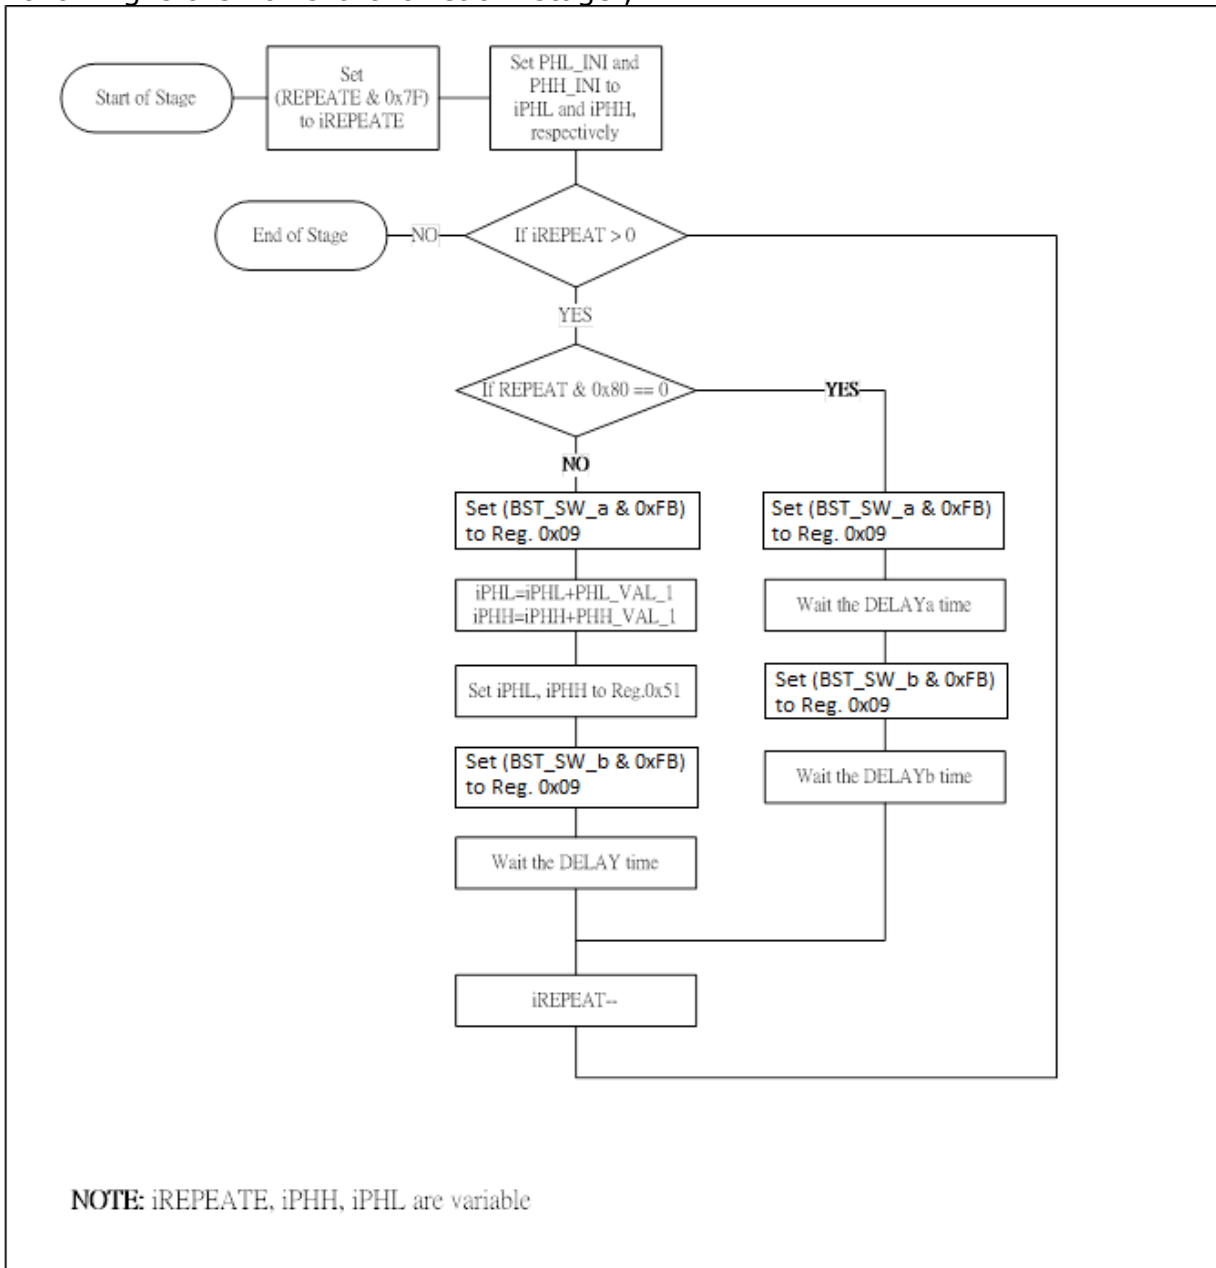 Start of Stage
Set
(REPEATE & 0x7F)
to iREPEATE
Set PHL_INI and
PHH_INI to
iPHL and iPHH,
respectively
End of Stage
NO
If iREPEAT > 0
YES
If REPEAT & 0x80 == 0
YES
NO
Set (BST_SW_a & 0xFB)
to Reg. 0x09
Set (BST_SW_a & 0xFB)
to Reg. 0x09
iPHL=iPHL+PHL_VAL_1
iPHH=iPHH+PHH_VAL_1
Wait the DELAYa time
Set iPHL, iPHH to Reg.0x51
Set (BST_SW_b & 0xFB)
to Reg. 0x09
Set (BST_SW_b & 0xFB)
to Reg. 0x09
Wait the DELAYb time
Wait the DELAY time
iREPEAT--
NOTE: iREPEATE, iPHH, iPHL are variable